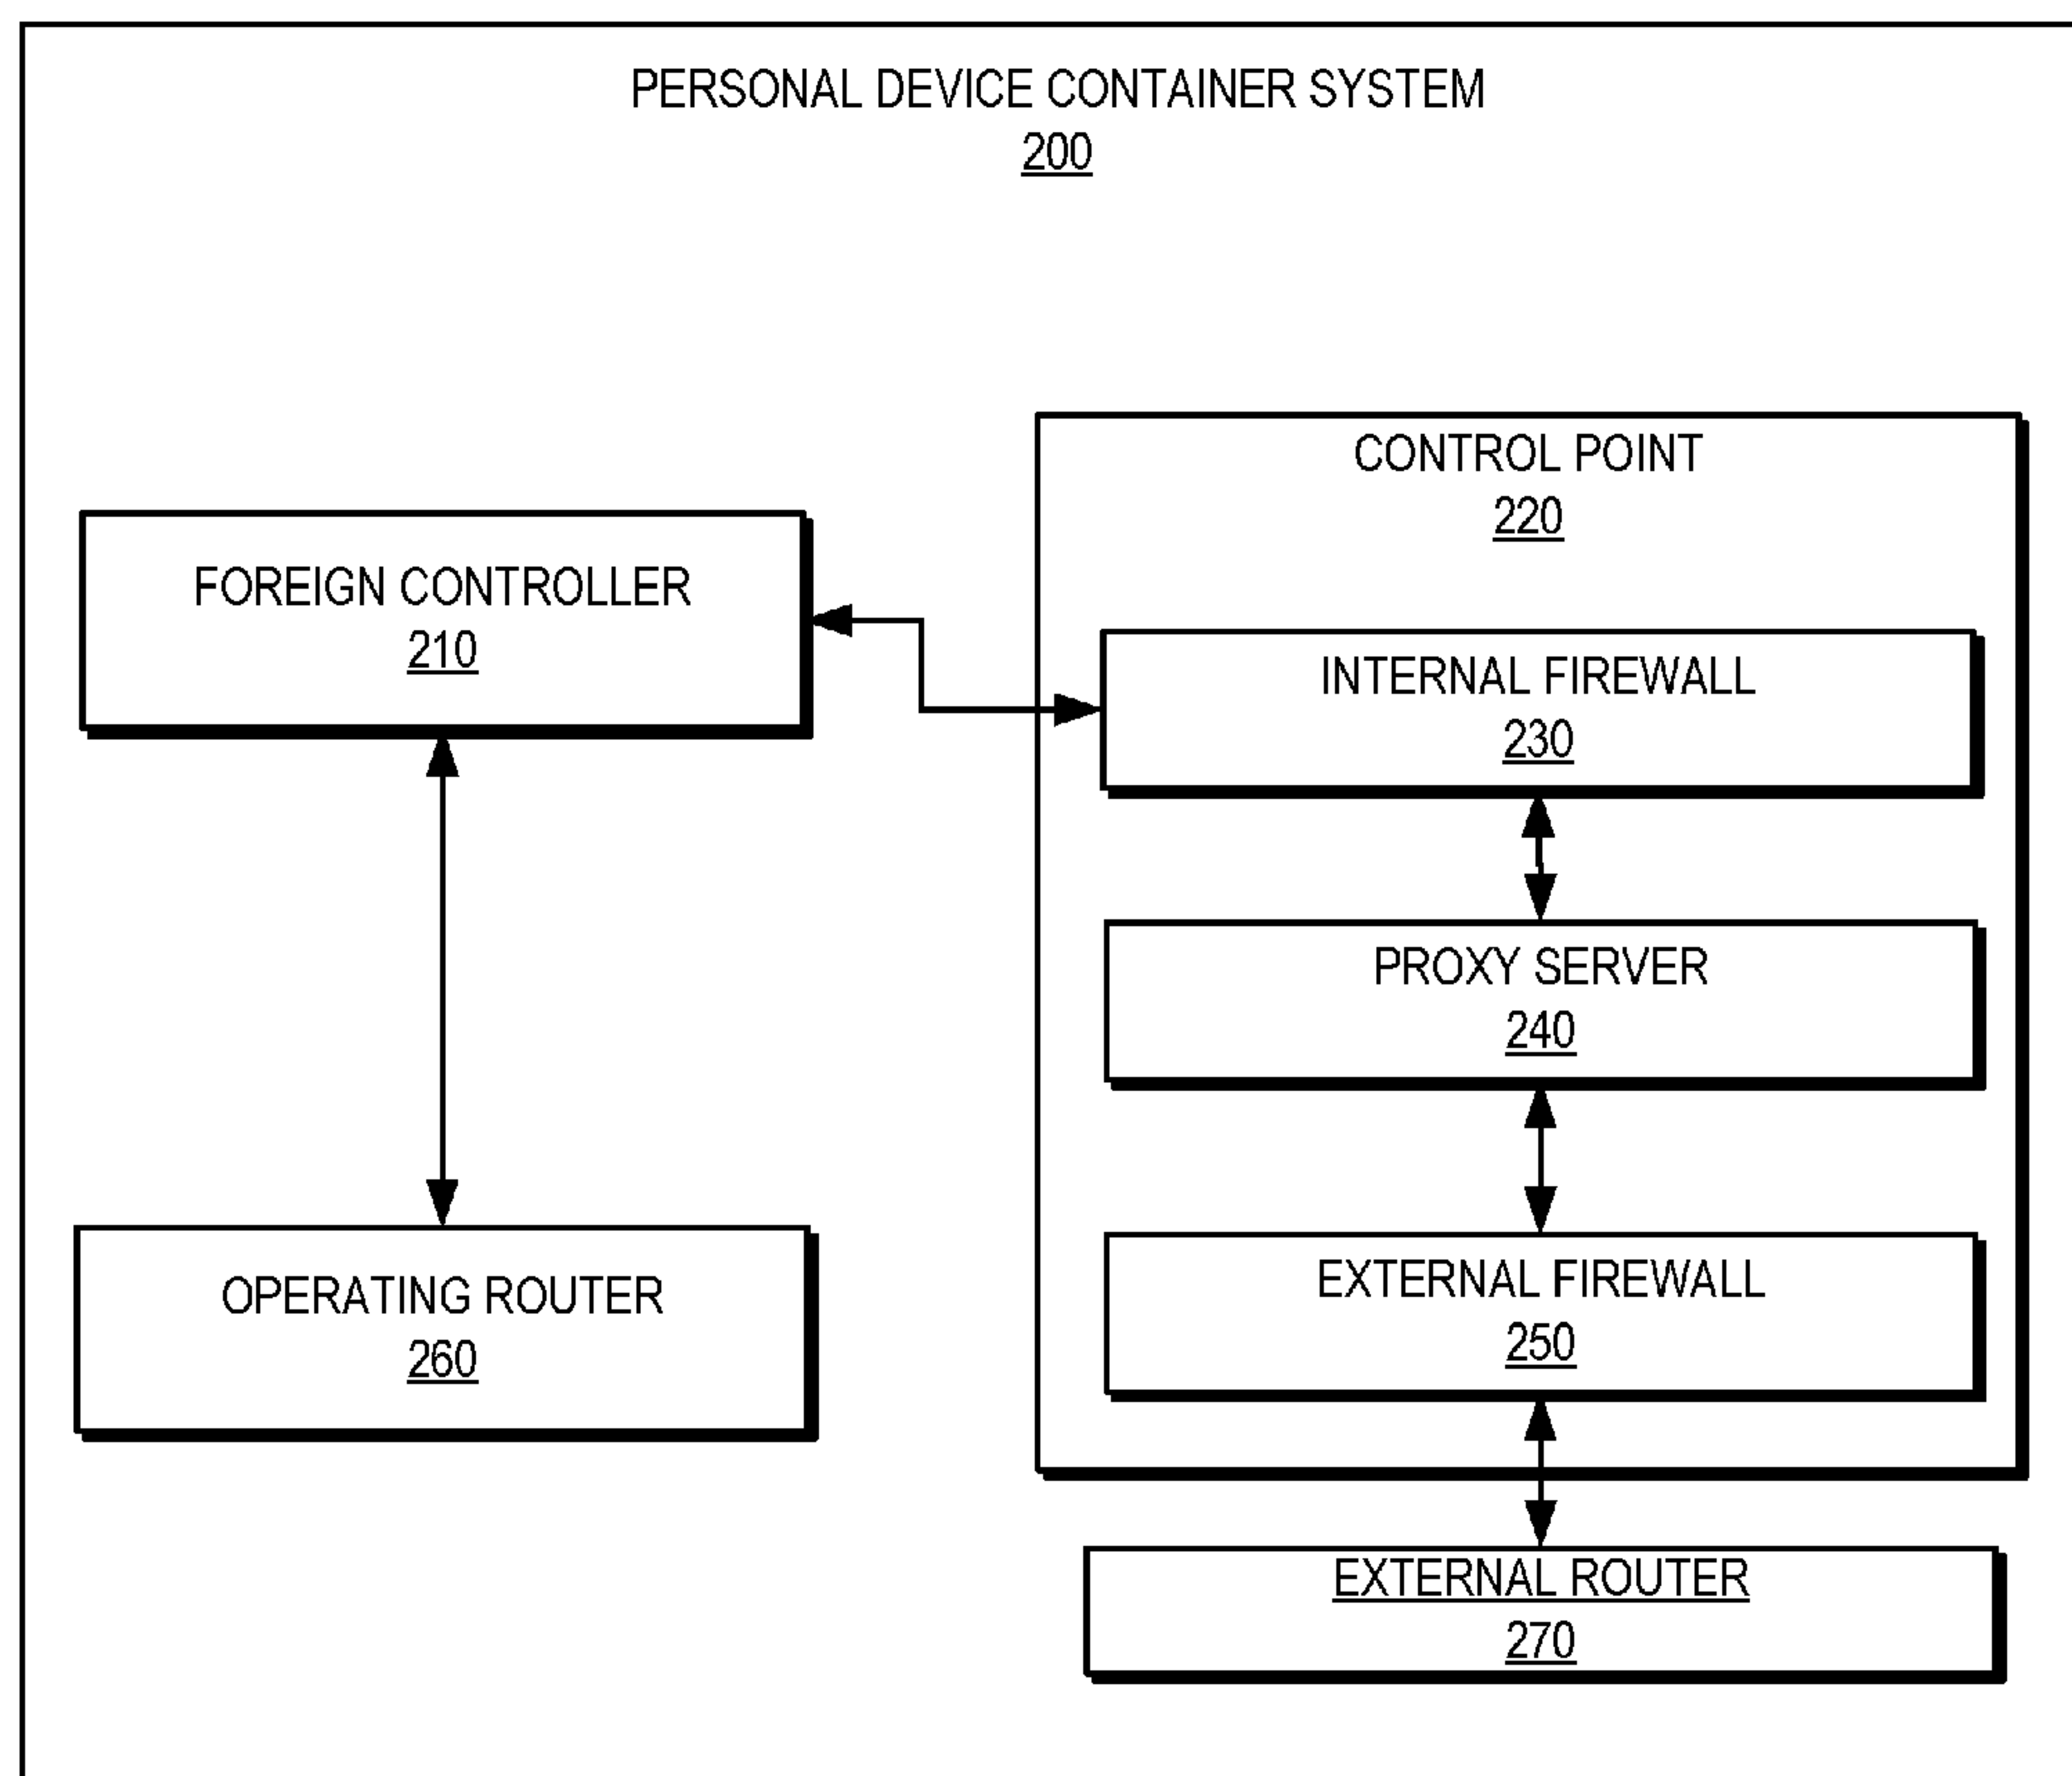 PERSONAL DEVICE CONTAINER SYSTEM
200
CONTROL POINT
220
FOREIGN CONTROLLER
210
INTERNAL FIREWALL
230
PROXY SERVER
240
EXTERNAL FIREWALL
250
OPERATING ROUTER
260
EXTERNAL ROUTER
270